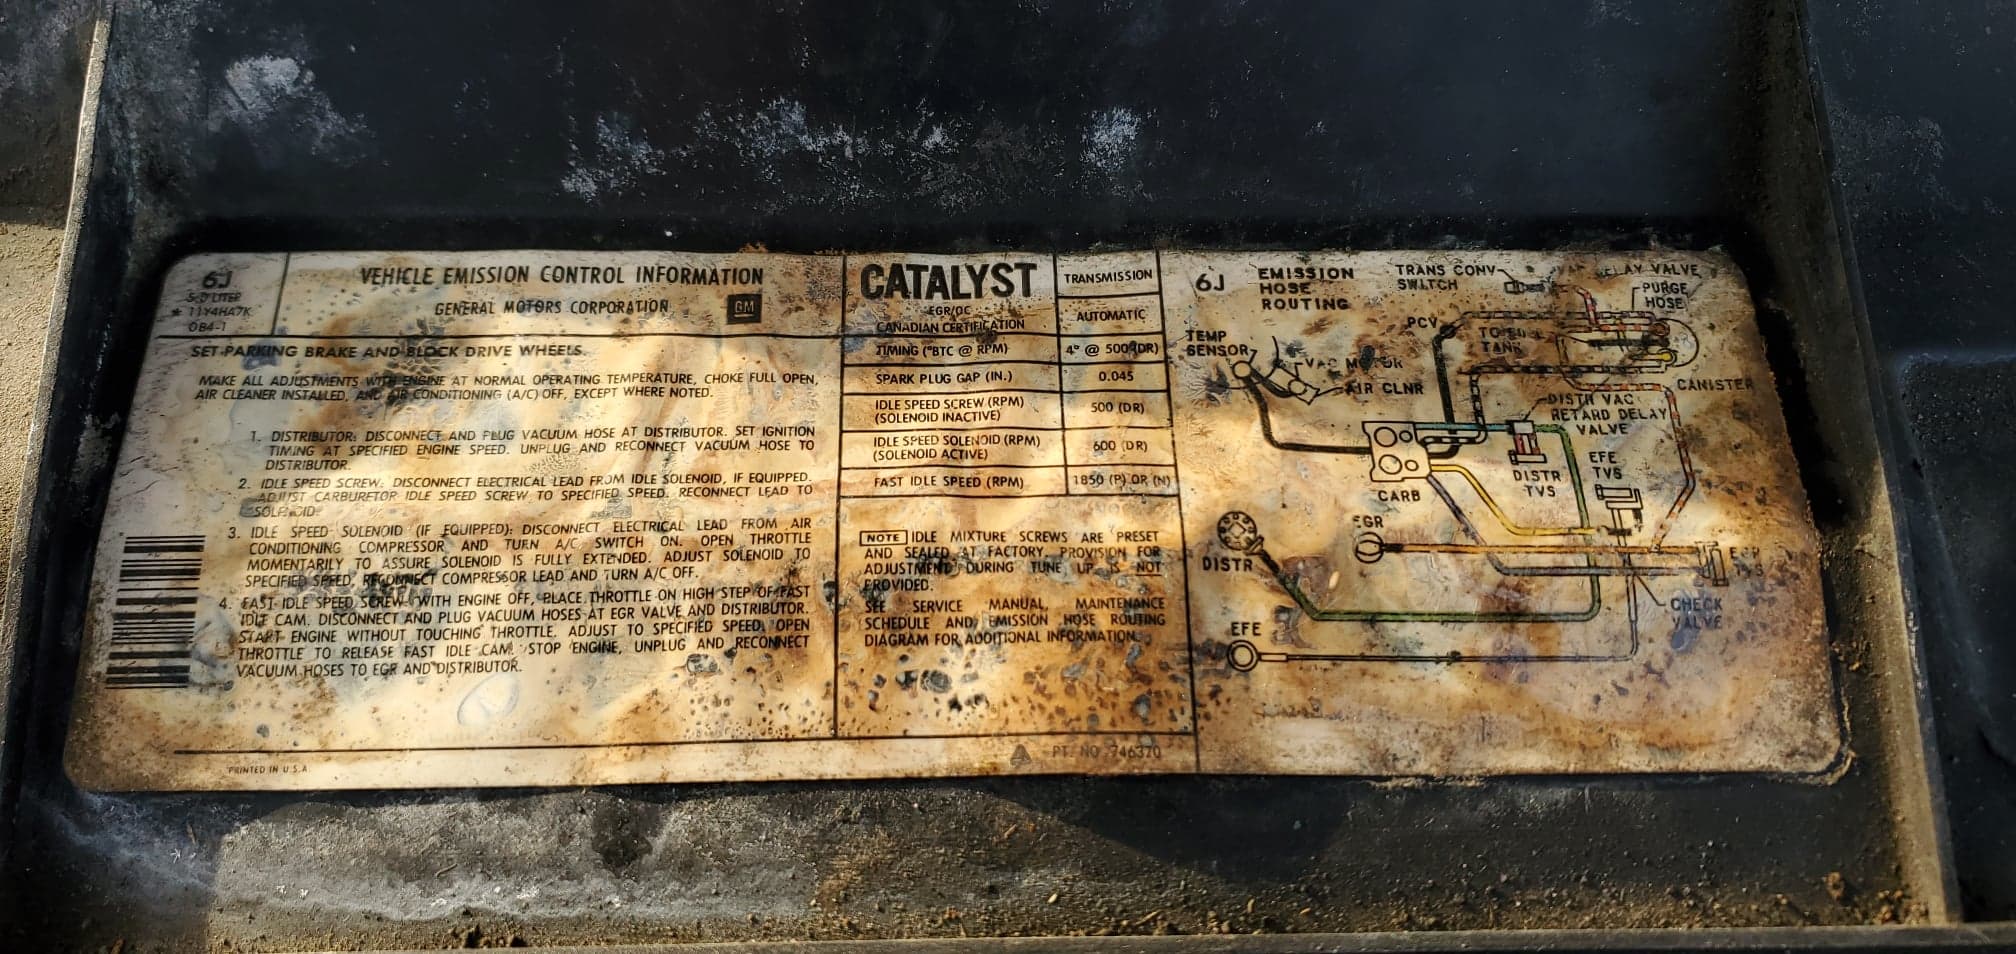 6J
5.0 LITER
★ 11Y4HA7K
OB4-1
VEHICLE EMISSION CONTROL INFORMATION
GENERAL MOTORS CORPORATION
GM
SET PARKING BRAKE AND BLOCK DRIVE WHEELS.
MAKE ALL ADJUSTMENTS WITH ENGINE AT NORMAL OPERATING TEMPERATURE, CHOKE FULL OPEN,
AIR CLEANER INSTALLED, AND AIR CONDITIONING (A/C) OFF, EXCEPT WHERE NOTED.
1. DISTRIBUTOR: DISCONNECT AND PLUG VACUUM HOSE AT DISTRIBUTOR. SET IGNITION
TIMING AT SPECIFIED ENGINE SPEED. UNPLUG AND RECONNECT VACUUM HOSE TO
DISTRIBUTOR.
2. IDLE SPEED SCREW: DISCONNECT ELECTRICAL LEAD FROM IDLE SOLENOID, IF EQUIPPED.
ADJUST CARBURETOR IDLE SPEED SCREW TO SPECIFIED SPEED. RECONNECT LEAD TO
SOLENOID.
3. IDLE SPEED SOLENOID (IF EQUIPPED): DISCONNECT ELECTRICAL LEAD FROM AIR
CONDITIONING COMPRESSOR AND TURN A/C SWITCH ON. OPEN THROTTLE
MOMENTARILY TO ASSURE SOLENOID IS FULLY EXTENDED. ADJUST SOLENOID TO
SPECIFIED SPEED, RECONNECT COMPRESSOR LEAD AND TURN A/C OFF.
4. FAST IDLE SPEED SCREW: WITH ENGINE OFF, PLACE THROTTLE ON HIGH STEP OF FAST
IDLE CAM. DISCONNECT AND PLUG VACUUM HOSES AT EGR VALVE AND DISTRIBUTOR.
START ENGINE WITHOUT TOUCHING THROTTLE. ADJUST TO SPECIFIED SPEED. OPEN
THROTTLE TO RELEASE FAST IDLE CAM. STOP ENGINE, UNPLUG AND RECONNECT
VACUUM HOSES TO EGR AND DISTRIBUTOR.
PRINTED IN U.S.A.
CATALYST
EGR/OC
CANADIAN CERTIFICATION
TRANSMISSION
AUTOMATIC
TIMING (°BTC @ RPM) 4° @ 500 (DR)
SPARK PLUG GAP (IN.) 0.045
IDLE SPEED SCREW (RPM)
(SOLENOID INACTIVE) 500 (DR)
IDLE SPEED SOLENOID (RPM)
(SOLENOID ACTIVE) 600 (DR)
FAST IDLE SPEED (RPM) 1850 (P) OR (N)
NOTE IDLE MIXTURE SCREWS ARE PRESET
AND SEALED AT FACTORY. PROVISION FOR
ADJUSTMENT DURING TUNE UP IS NOT
PROVIDED.
SEE SERVICE MANUAL, MAINTENANCE
SCHEDULE AND EMISSION HOSE ROUTING
DIAGRAM FOR ADDITIONAL INFORMATION.
PT. NO. 746370
6J
EMISSION
HOSE
ROUTING
TRANS CONV
SWITCH
DELAY VALVE
PURGE
HOSE
PCV
TO FUEL
TANK
TEMP
SENSOR
VAC MOTOR
AIR CLNR
CANISTER
DISTR VAC
RETARD DELAY
VALVE
EFE
TVS
DISTR
TVS
CARB
EGR
DISTR
EGR
TVS
CHECK
VALVE
EFE